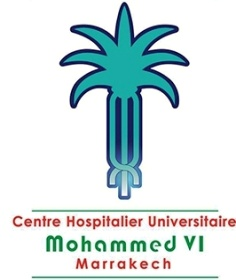 Centre Hospitalier Universitaire
Mohammed VI
Marrakech